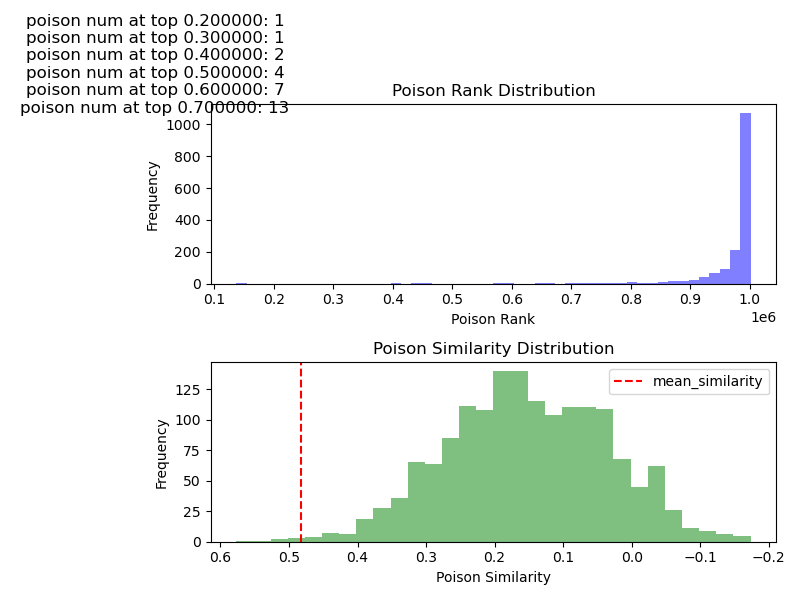 poison num at top 0.200000: 1
poison num at top 0.300000: 1
poison num at top 0.400000: 2
poison num at top 0.500000: 4
poison num at top 0.600000: 7
poison num at top 0.700000: 13
Poison Rank Distribution
Frequency
1000
800
600
400
200
0
0.1 0.2 0.3 0.4 0.5 0.6 0.7 0.8 0.9 1.0
1e6
Poison Rank
Poison Similarity Distribution
mean_similarity
Frequency
125
100
75
50
25
0
0.6 0.5 0.4 0.3 0.2 0.1 0.0 −0.1 −0.2
Poison Similarity